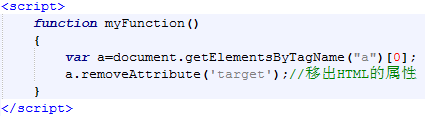 <script>
function myFunction()
{
var a=document.getElementsByTagName("a")[0];
a.removeAttribute('target');//移出HTML的属性
}
</script>